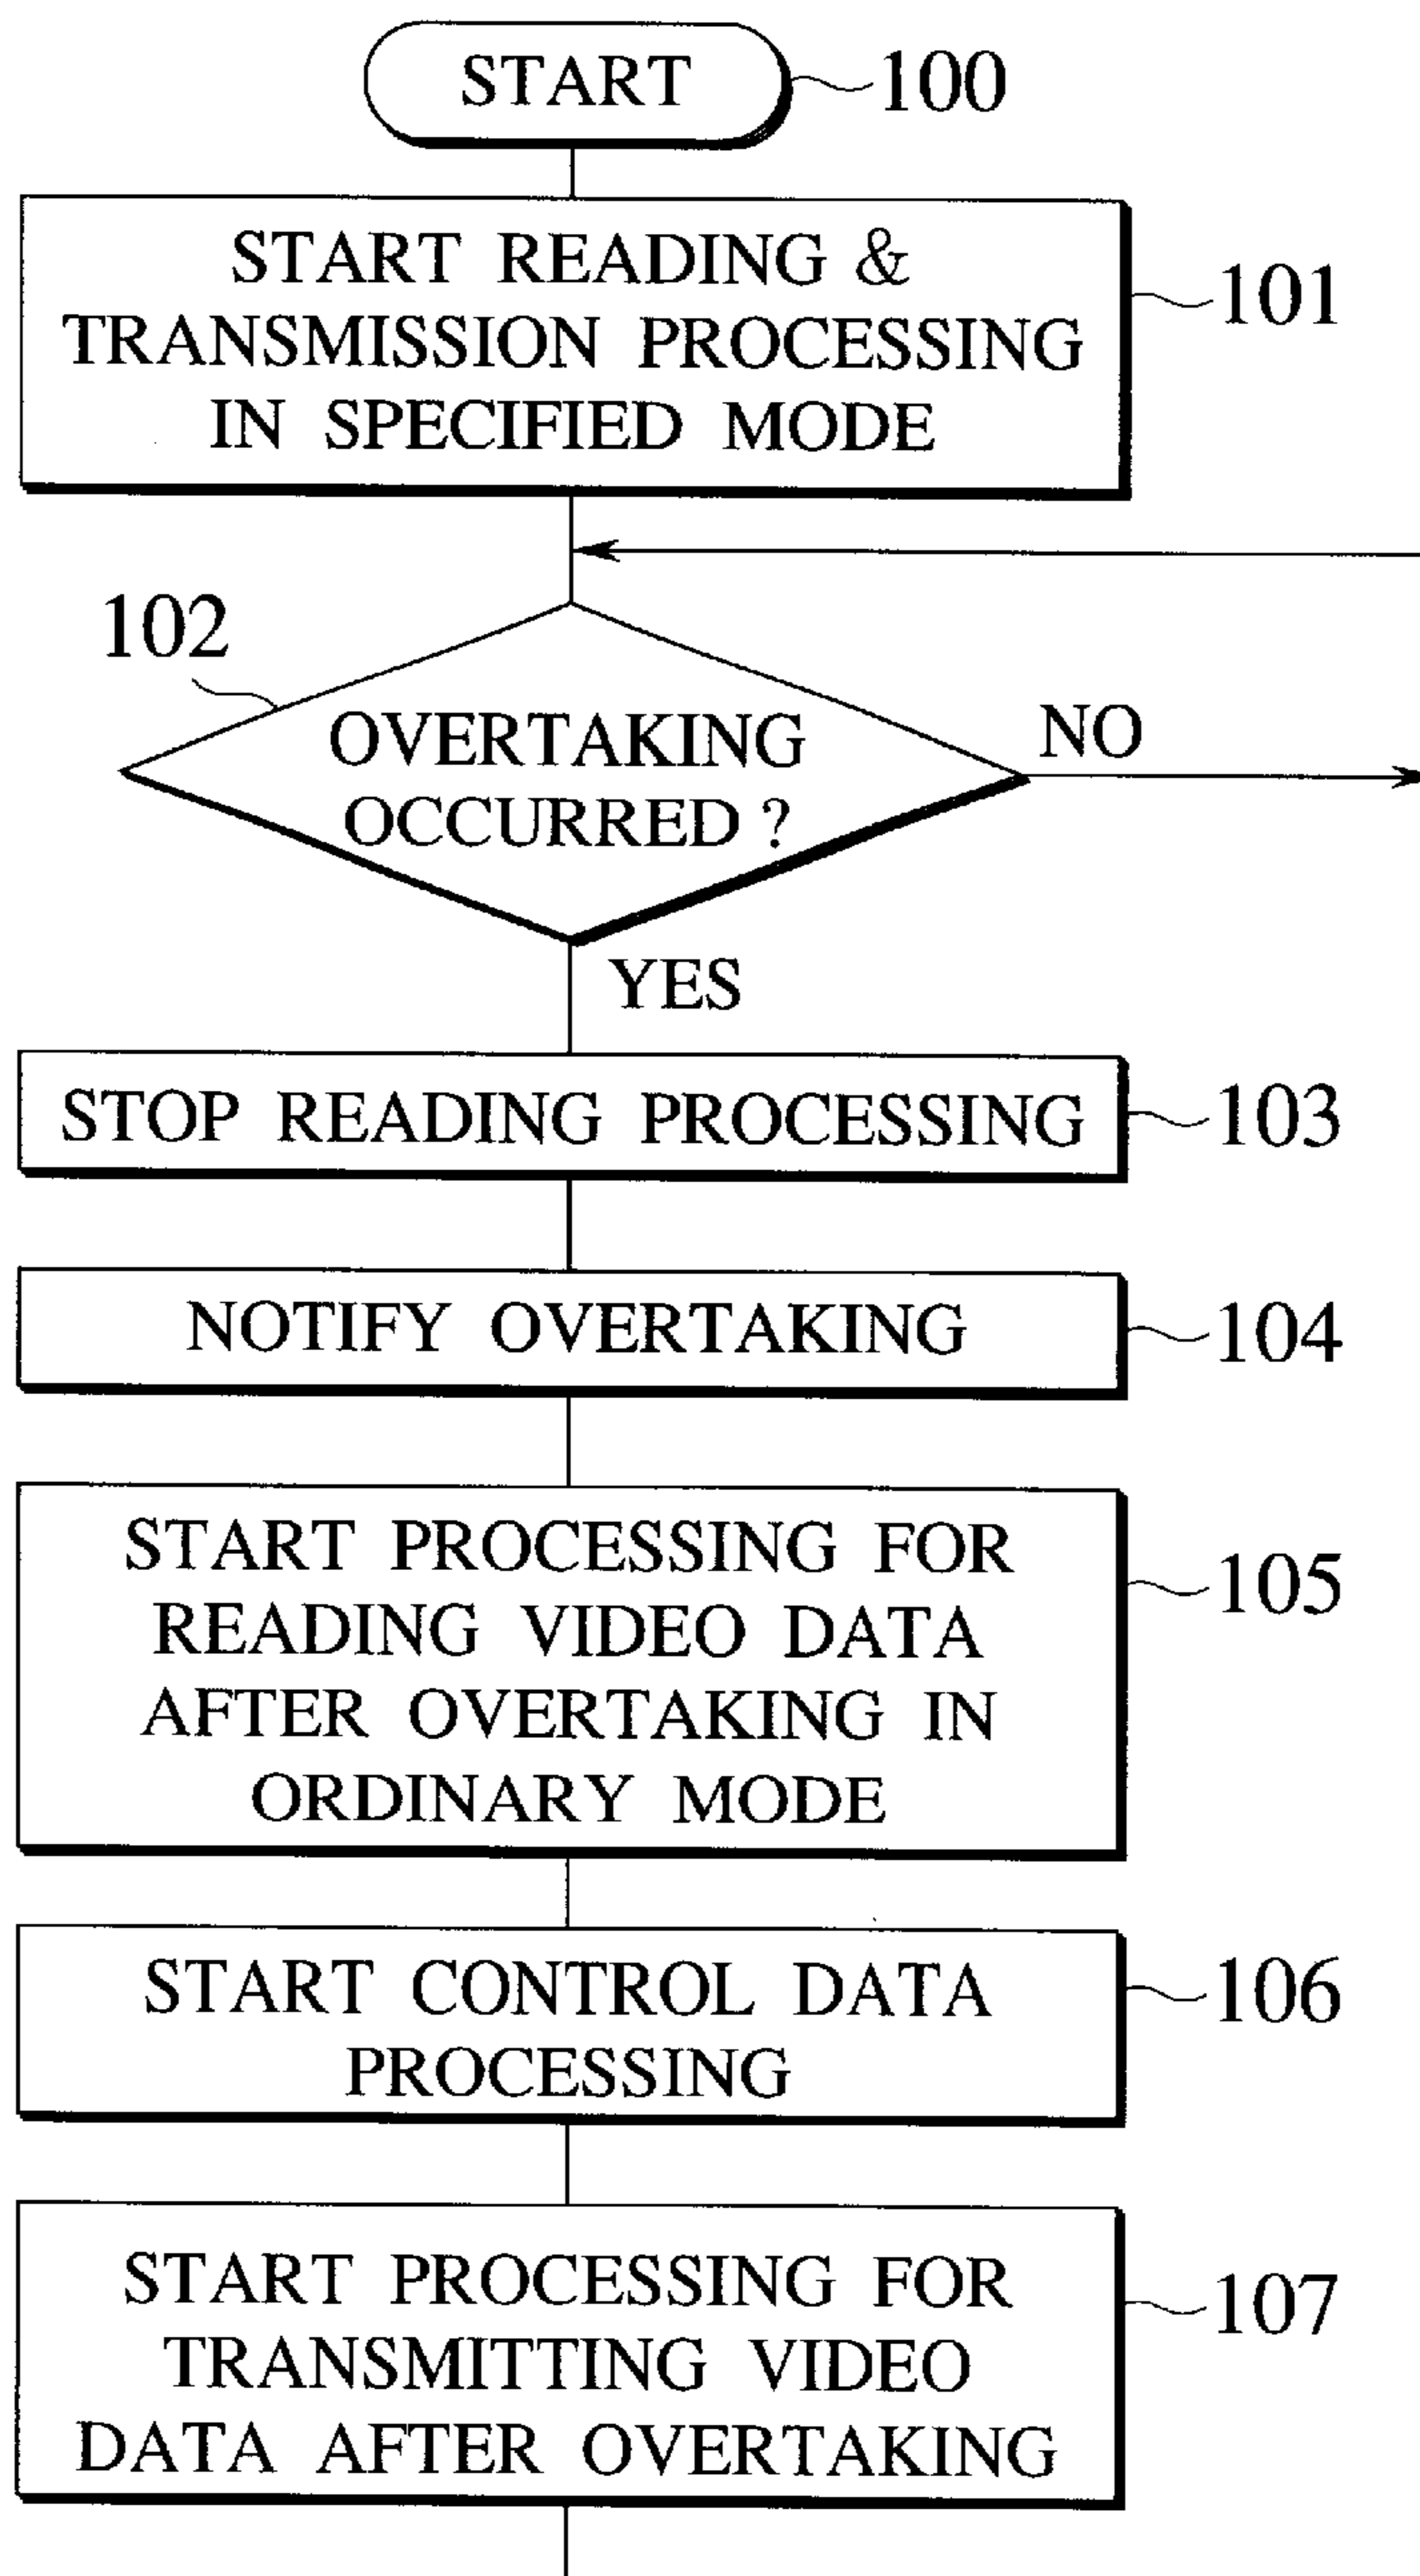 START
100
START READING &
TRANSMISSION PROCESSING
IN SPECIFIED MODE
101
102
OVERTAKING
OCCURRED ?
NO
YES
STOP READING PROCESSING
103
NOTIFY OVERTAKING
104
START PROCESSING FOR
READING VIDEO DATA
AFTER OVERTAKING IN
ORDINARY MODE
105
START CONTROL DATA
PROCESSING
106
START PROCESSING FOR
TRANSMITTING VIDEO
DATA AFTER OVERTAKING
107